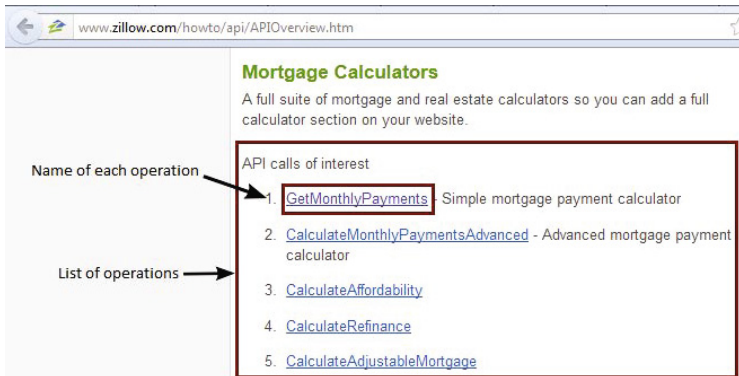 www.zillow.com/howto/api/APIOverview.htm
Mortgage Calculators
A full suite of mortgage and real estate calculators so you can add a full
calculator section on your website.
API calls of interest
Name of each operation
1. GetMonthlyPayments - Simple mortgage payment calculator
2. CalculateMonthlyPaymentsAdvanced - Advanced mortgage payment
calculator
List of operations
3. CalculateAffordability
4. CalculateRefinance
5. CalculateAdjustableMortgage